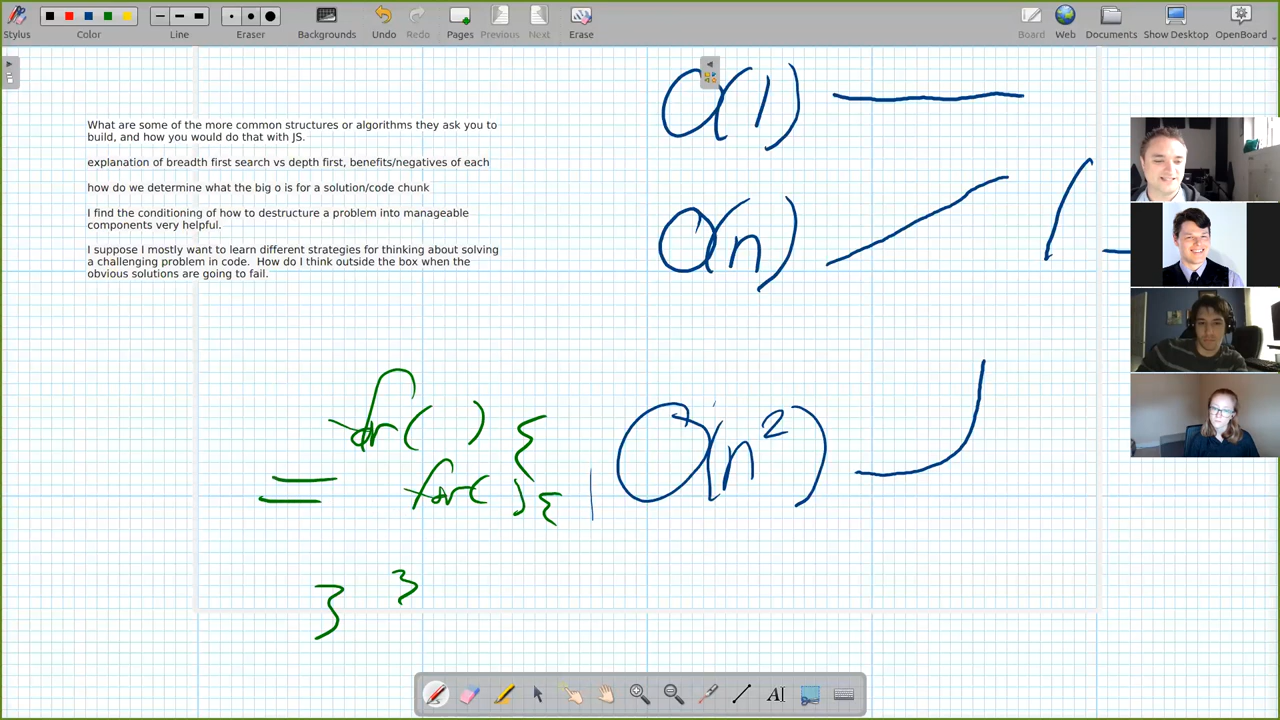 Stylus
Color
Line
Eraser
Backgrounds
Undo
Redo
Pages
Previous
Next
Erase
Board
Web
Documents
Show Desktop
OpenBoard
What are some of the more common structures or algorithms they ask you to
build, and how you would do that with JS.
explanation of breadth first search vs depth first, benefits/negatives of each
how do we determine what the big o is for a solution/code chunk
I find the conditioning of how to destructure a problem into manageable
components very helpful.
I suppose I mostly want to learn different strategies for thinking about solving
a challenging problem in code. How do I think outside the box when the
obvious solutions are going to fail.
O(1)
O(n)
for( ) {
for( ) {
O(n²)
} }
AI